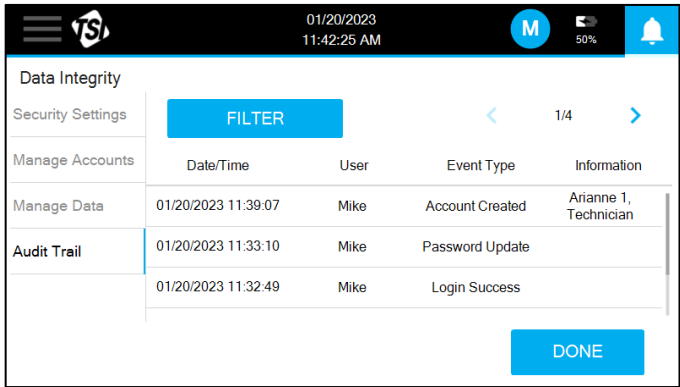 TSI
01/20/2023
11:42:25 AM
M
50%
Data Integrity
Security Settings
Manage Accounts
Manage Data
Audit Trail
FILTER
1/4
Date/Time User Event Type Information
01/20/2023 11:39:07 Mike Account Created Arianne 1,
Technician
01/20/2023 11:33:10 Mike Password Update
01/20/2023 11:32:49 Mike Login Success
DONE